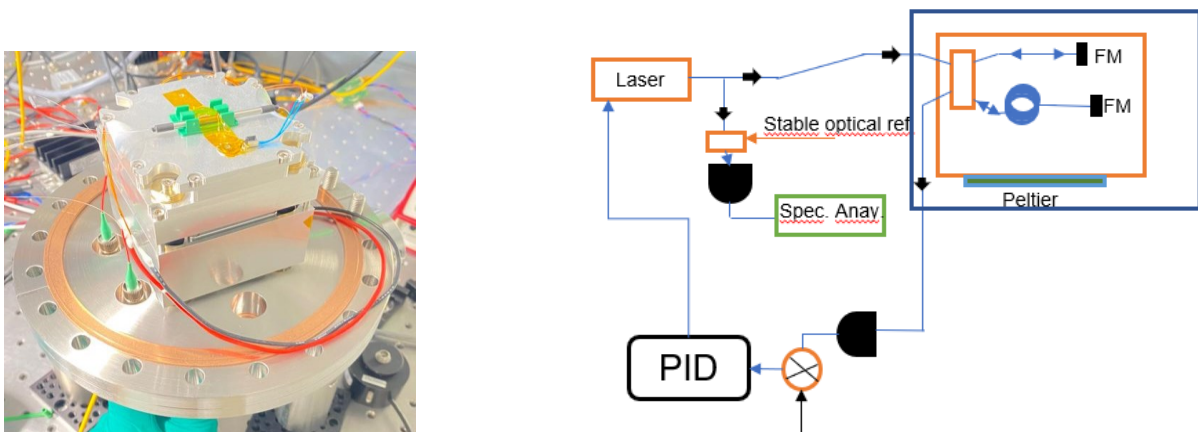 Laser
FM
FM
Stable optical ref.
Peltier
Spec. Anay.
PID